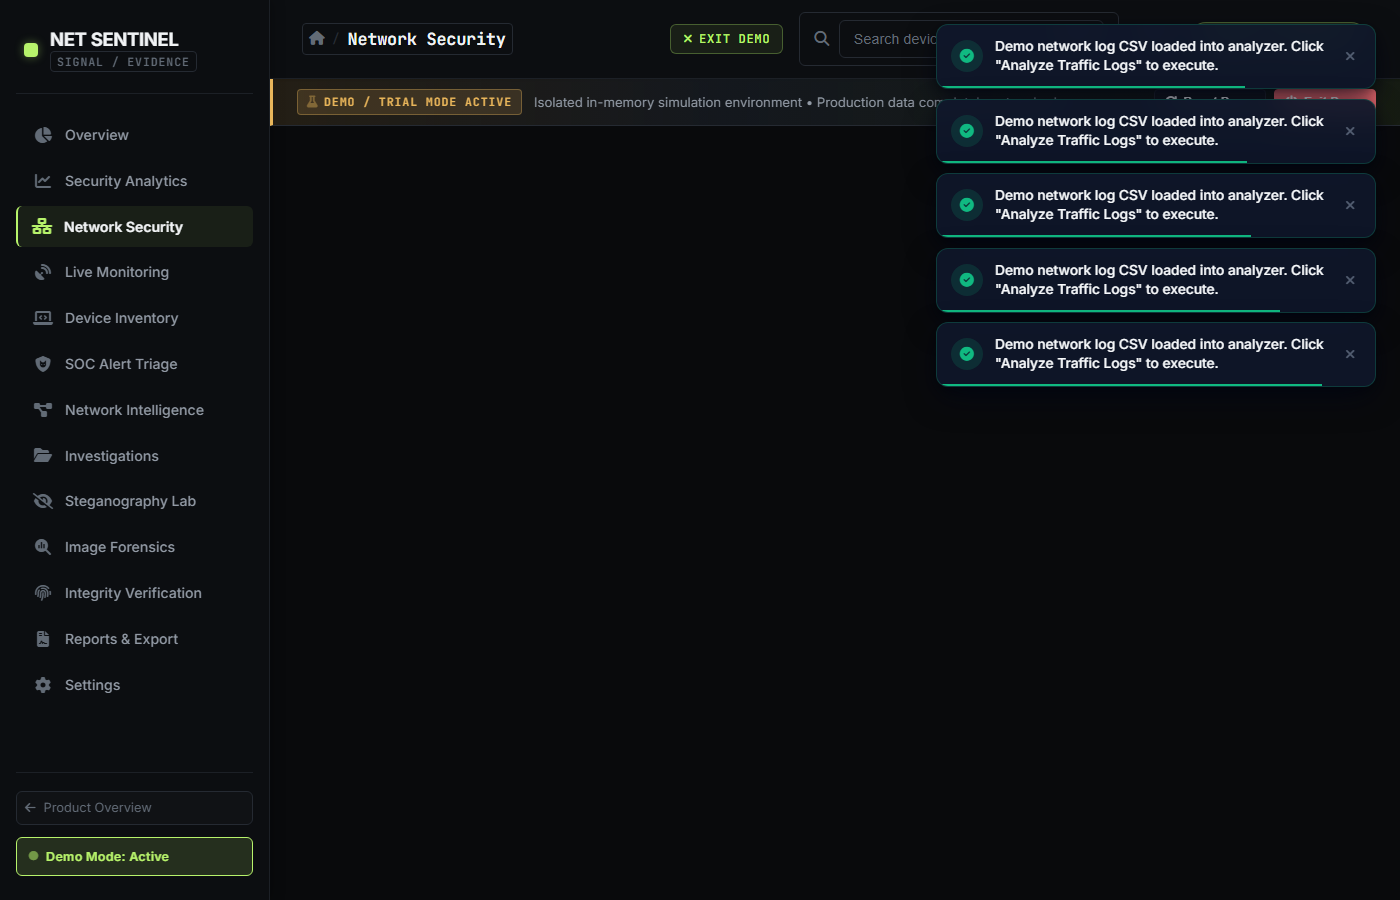 NET SENTINEL
SIGNAL / EVIDENCE
Overview
Security Analytics
Network Security
Live Monitoring
Device Inventory
SOC Alert Triage
Network Intelligence
Investigations
Steganography Lab
Image Forensics
Integrity Verification
Reports & Export
Settings
Product Overview
Demo Mode: Active
/ Network Security
EXIT DEMO
Search
DEMO / TRIAL MODE ACTIVE
Isolated in-memory simulation environment • Production data
Demo network log CSV loaded into analyzer. Click
"Analyze Traffic Logs" to execute.
Demo network log CSV loaded into analyzer. Click
"Analyze Traffic Logs" to execute.
Demo network log CSV loaded into analyzer. Click
"Analyze Traffic Logs" to execute.
Demo network log CSV loaded into analyzer. Click
"Analyze Traffic Logs" to execute.
Demo network log CSV loaded into analyzer. Click
"Analyze Traffic Logs" to execute.